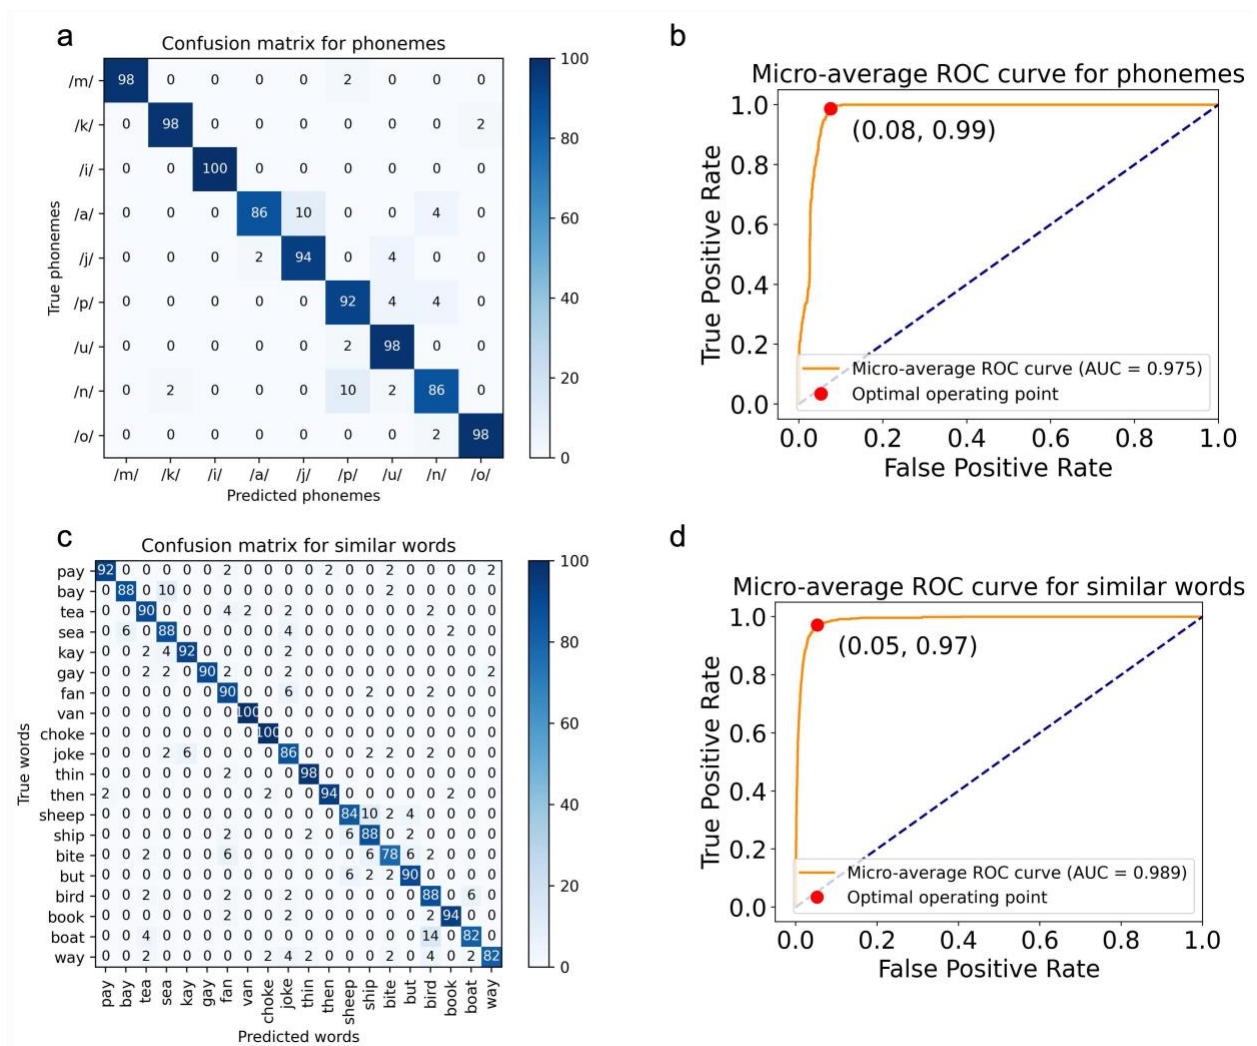 a
Confusion matrix for phonemes
/m/ 98 0 0 0 0 2 0 0 0
/k/ 0 98 0 0 0 0 0 0 2
/i/ 0 0 100 0 0 0 0 0 0
/a/ 0 0 0 86 10 0 0 4 0
/j/ 0 0 0 2 94 0 4 0 0
/p/ 0 0 0 0 0 92 4 4 0
/u/ 0 0 0 0 0 2 98 0 0
/n/ 0 2 0 0 0 10 2 86 0
/o/ 0 0 0 0 0 0 0 2 98
/m/ /k/ /i/ /a/ /j/ /p/ /u/ /n/ /o/
Predicted phonemes
True phonemes
100
80
60
40
20
0
b
Micro-average ROC curve for phonemes
1.0
0.8
0.6
0.4
0.2
0.0
True Positive Rate
(0.08, 0.99)
Micro-average ROC curve (AUC = 0.975)
Optimal operating point
0.0 0.2 0.4 0.6 0.8 1.0
False Positive Rate
c
Confusion matrix for similar words
pay 92 0 0 0 0 0 2 0 0 0 0 2 0 0 2 0 0 0 0 2
bay 0 88 0 10 0 0 0 0 0 0 0 0 0 0 2 0 0 0 0 0
tea 0 0 90 0 0 0 4 2 0 2 0 0 0 0 0 0 2 0 0 0
sea 0 6 0 88 0 0 0 0 0 4 0 0 0 0 0 0 0 2 0 0
kay 0 0 2 4 92 0 0 0 0 2 0 0 0 0 0 0 0 0 0 0
gay 0 0 2 2 0 90 2 0 0 2 0 0 0 0 0 0 0 0 0 2
fan 0 0 0 0 0 0 90 0 0 6 0 0 0 2 0 0 2 0 0 0
van 0 0 0 0 0 0 0 100 0 0 0 0 0 0 0 0 0 0 0 0
choke 0 0 0 0 0 0 0 0 100 0 0 0 0 0 0 0 0 0 0 0
joke 0 0 0 2 6 0 0 0 0 86 0 0 0 2 2 0 2 0 0 0
thin 0 0 0 0 0 0 2 0 0 0 98 0 0 0 0 0 0 0 0 0
then 2 0 0 0 0 0 0 0 2 0 0 94 0 0 0 0 0 2 0 0
sheep 0 0 0 0 0 0 0 0 0 0 0 0 84 10 2 4 0 0 0 0
ship 0 0 0 0 0 0 2 0 0 0 2 0 6 88 0 2 0 0 0 0
bite 0 0 2 0 0 0 6 0 0 0 0 0 0 6 78 6 2 0 0 0
but 0 0 0 0 0 0 0 0 0 0 0 0 6 2 2 90 0 0 0 0
bird 0 0 2 0 0 0 2 0 0 2 0 0 0 0 0 0 88 0 6 0
book 0 0 0 0 0 0 2 0 0 2 0 0 0 0 0 0 2 94 0 0
boat 0 0 4 0 0 0 0 0 0 0 0 0 0 0 0 0 14 0 82 0
way 0 0 2 0 0 0 0 0 2 4 2 0 0 0 2 0 4 0 2 82
pay bay tea sea kay gay fan van choke joke thin then sheep ship bite but bird book boat way
Predicted words
True words
100
80
60
40
20
0
d
Micro-average ROC curve for similar words
1.0
0.8
0.6
0.4
0.2
0.0
True Positive Rate
(0.05, 0.97)
Micro-average ROC curve (AUC = 0.989)
Optimal operating point
0.0 0.2 0.4 0.6 0.8 1.0
False Positive Rate